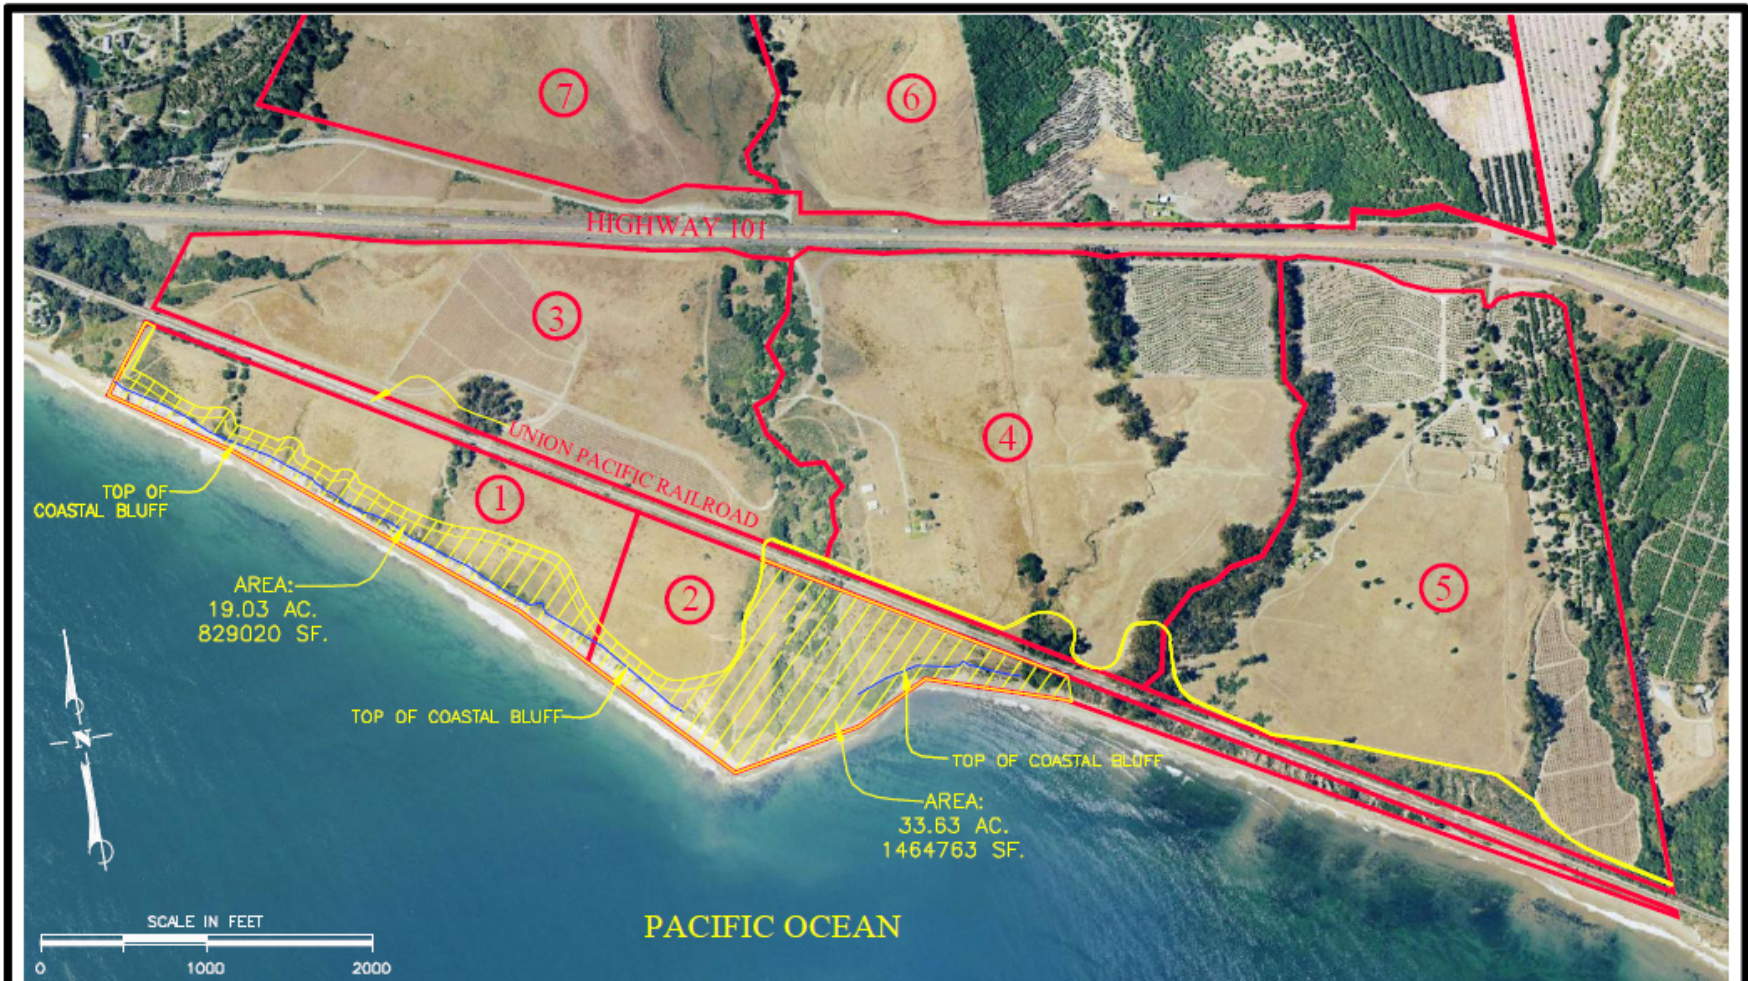 7
6
HIGHWAY 101
3
4
UNION PACIFIC RAILROAD
1
TOP OF
COASTAL BLUFF
AREA:
19.03 AC.
829020 SF.
2
5
TOP OF COASTAL BLUFF
TOP OF COASTAL BLUFF
AREA:
33.63 AC.
1464763 SF.
N
PACIFIC OCEAN
SCALE IN FEET
0 1000 2000